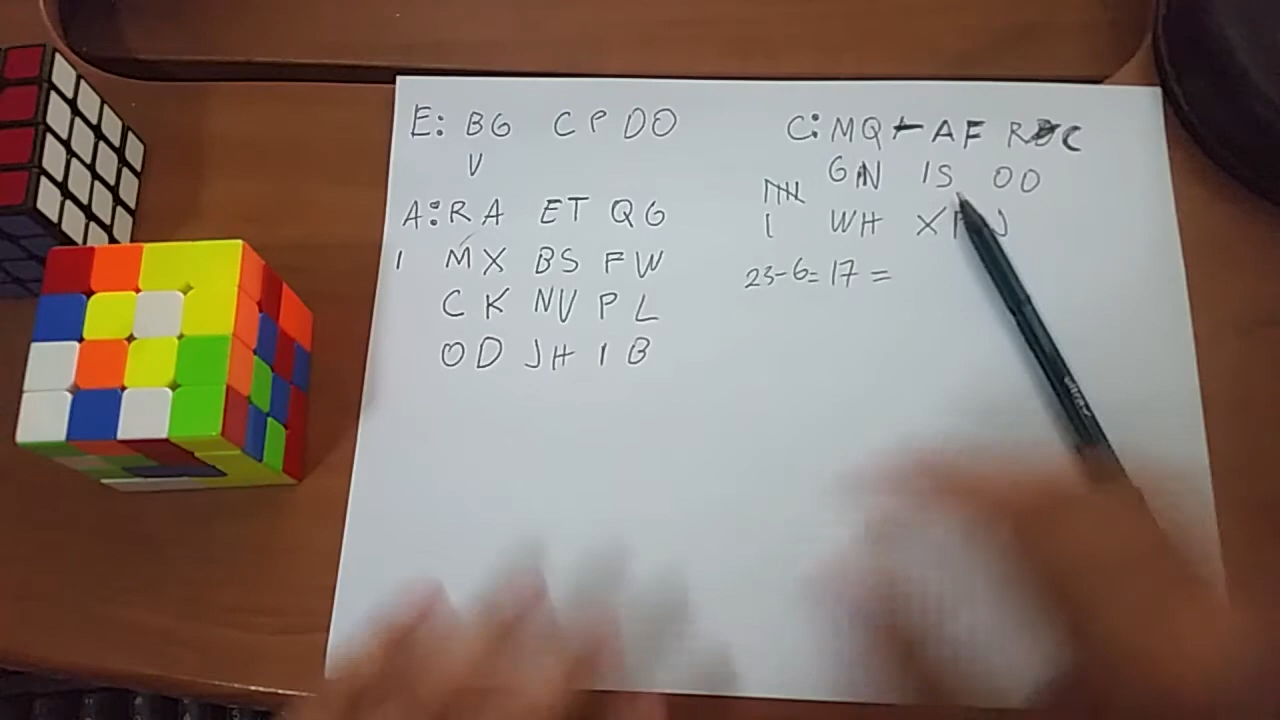 E: BG CP DO
V
A: RA ET QG
1 MX BS FW
CK NV PL
OD JH IB
C: MQ AF R C
GN IS OO
1 WH
23-6=17=